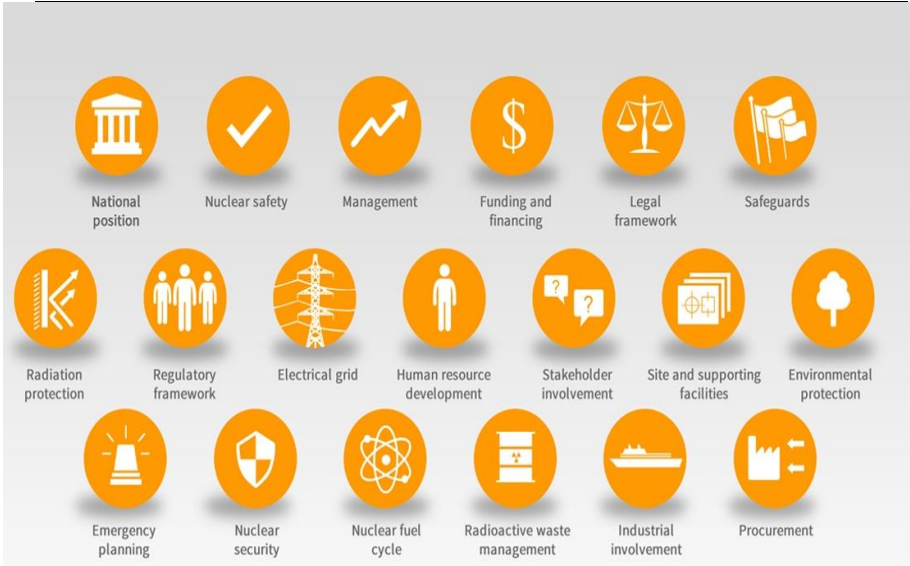 National
position
Nuclear safety
Management
Funding and
financing
Legal
framework
Safeguards
Radiation
protection
Regulatory
framework
Electrical grid
Human resource
development
Stakeholder
involvement
Site and supporting
facilities
Environmental
protection
Emergency
planning
Nuclear
security
Nuclear fuel
cycle
Radioactive waste
management
Industrial
involvement
Procurement